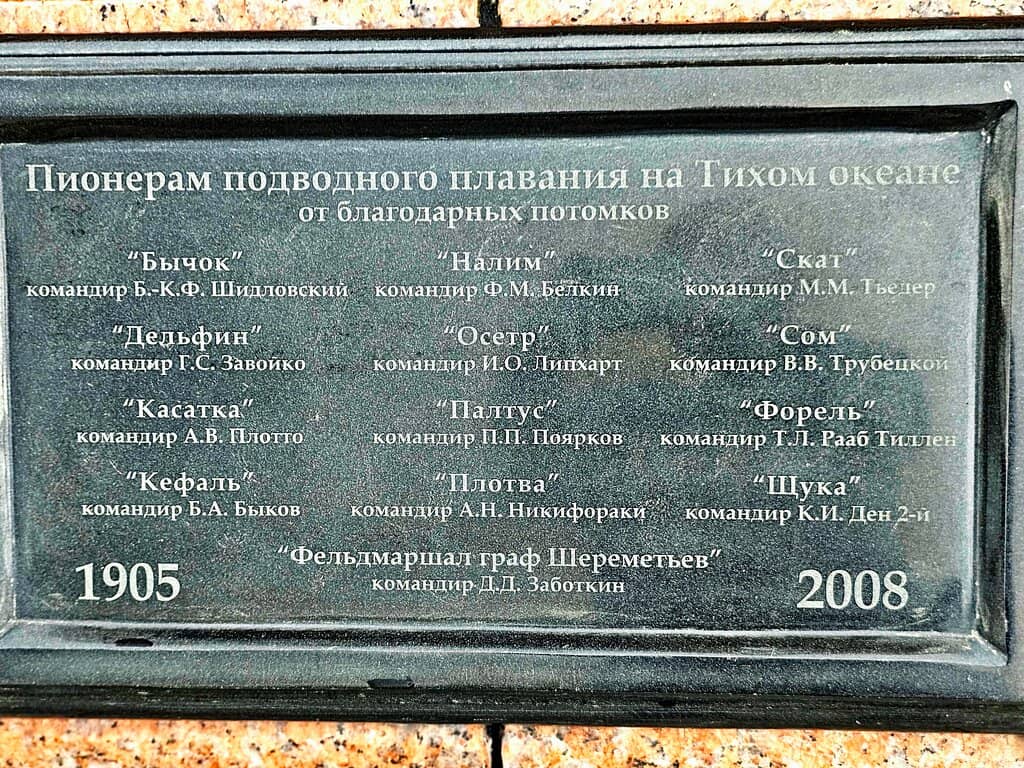 Пионерам подводного плавания на Тихом океане
от благодарных потомков
“Бычок”
командир Б.-К.Ф. Шидловский
“Налим”
командир Ф.М. Белкин
“Скат”
командир М.М. Тьедер
“Дельфин”
командир Г.С. Завойко
“Осетр”
командир И.О. Липхарт
“Сом”
командир В.В. Трубецкой
“Касатка”
командир А.В. Плотто
“Палтус”
командир П.П. Поярков
“Форель”
командир Т.Л. Рааб Тиллен
“Кефаль”
командир Б.А. Быков
“Плотва”
командир А.Н. Никифораки
“Щука”
командир К.И. Ден 2-й
“Фельдмаршал граф Шереметьев”
командир Д.Д. Заботкин
1905
2008